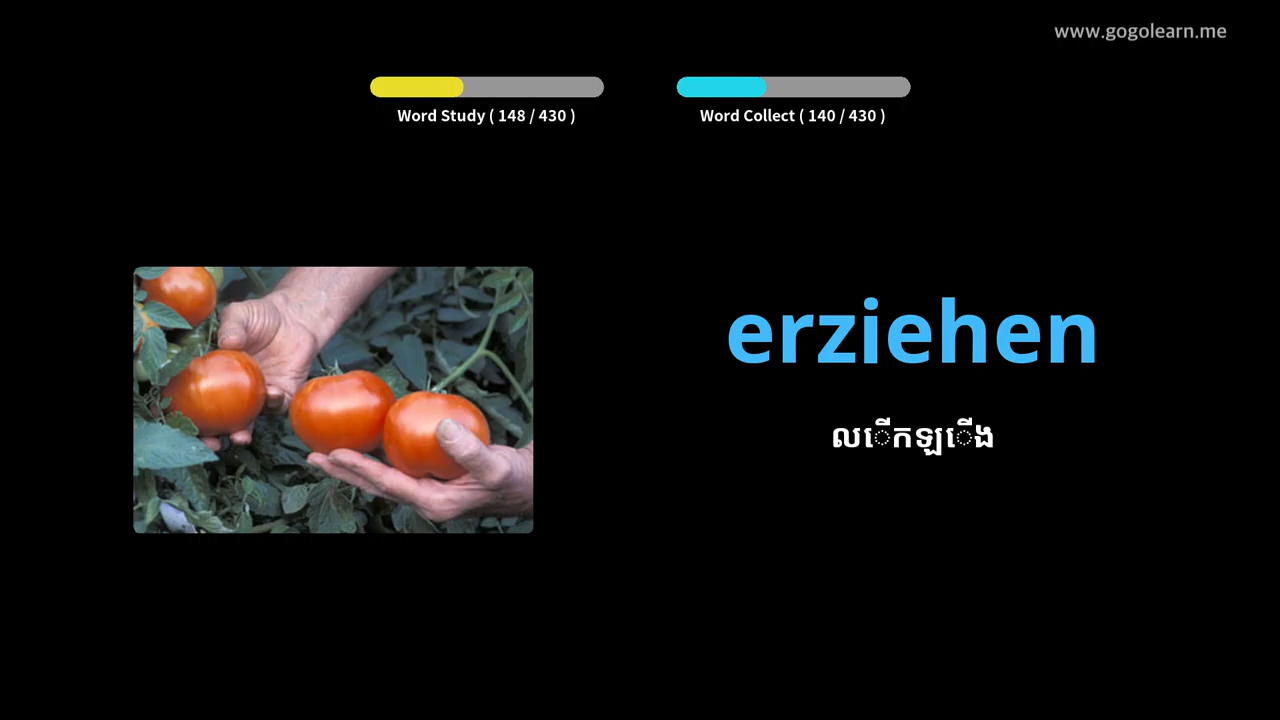 www.gogolearn.me
Word Study ( 148 / 430 )
Word Collect ( 140 / 430 )
erziehen
លើកឡើង